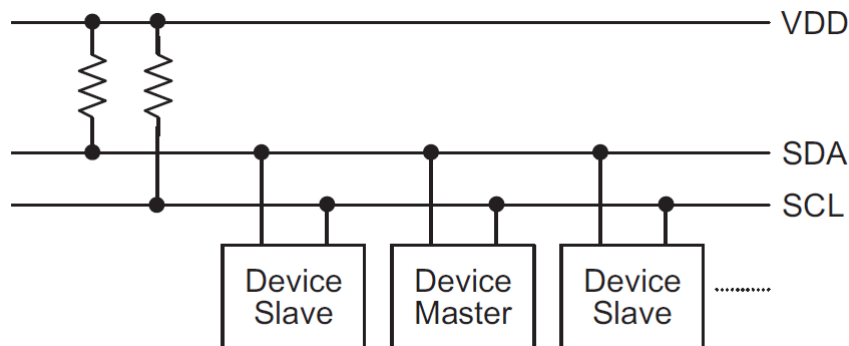 VDD
SDA
SCL
Device
Slave
Device
Master
Device
Slave